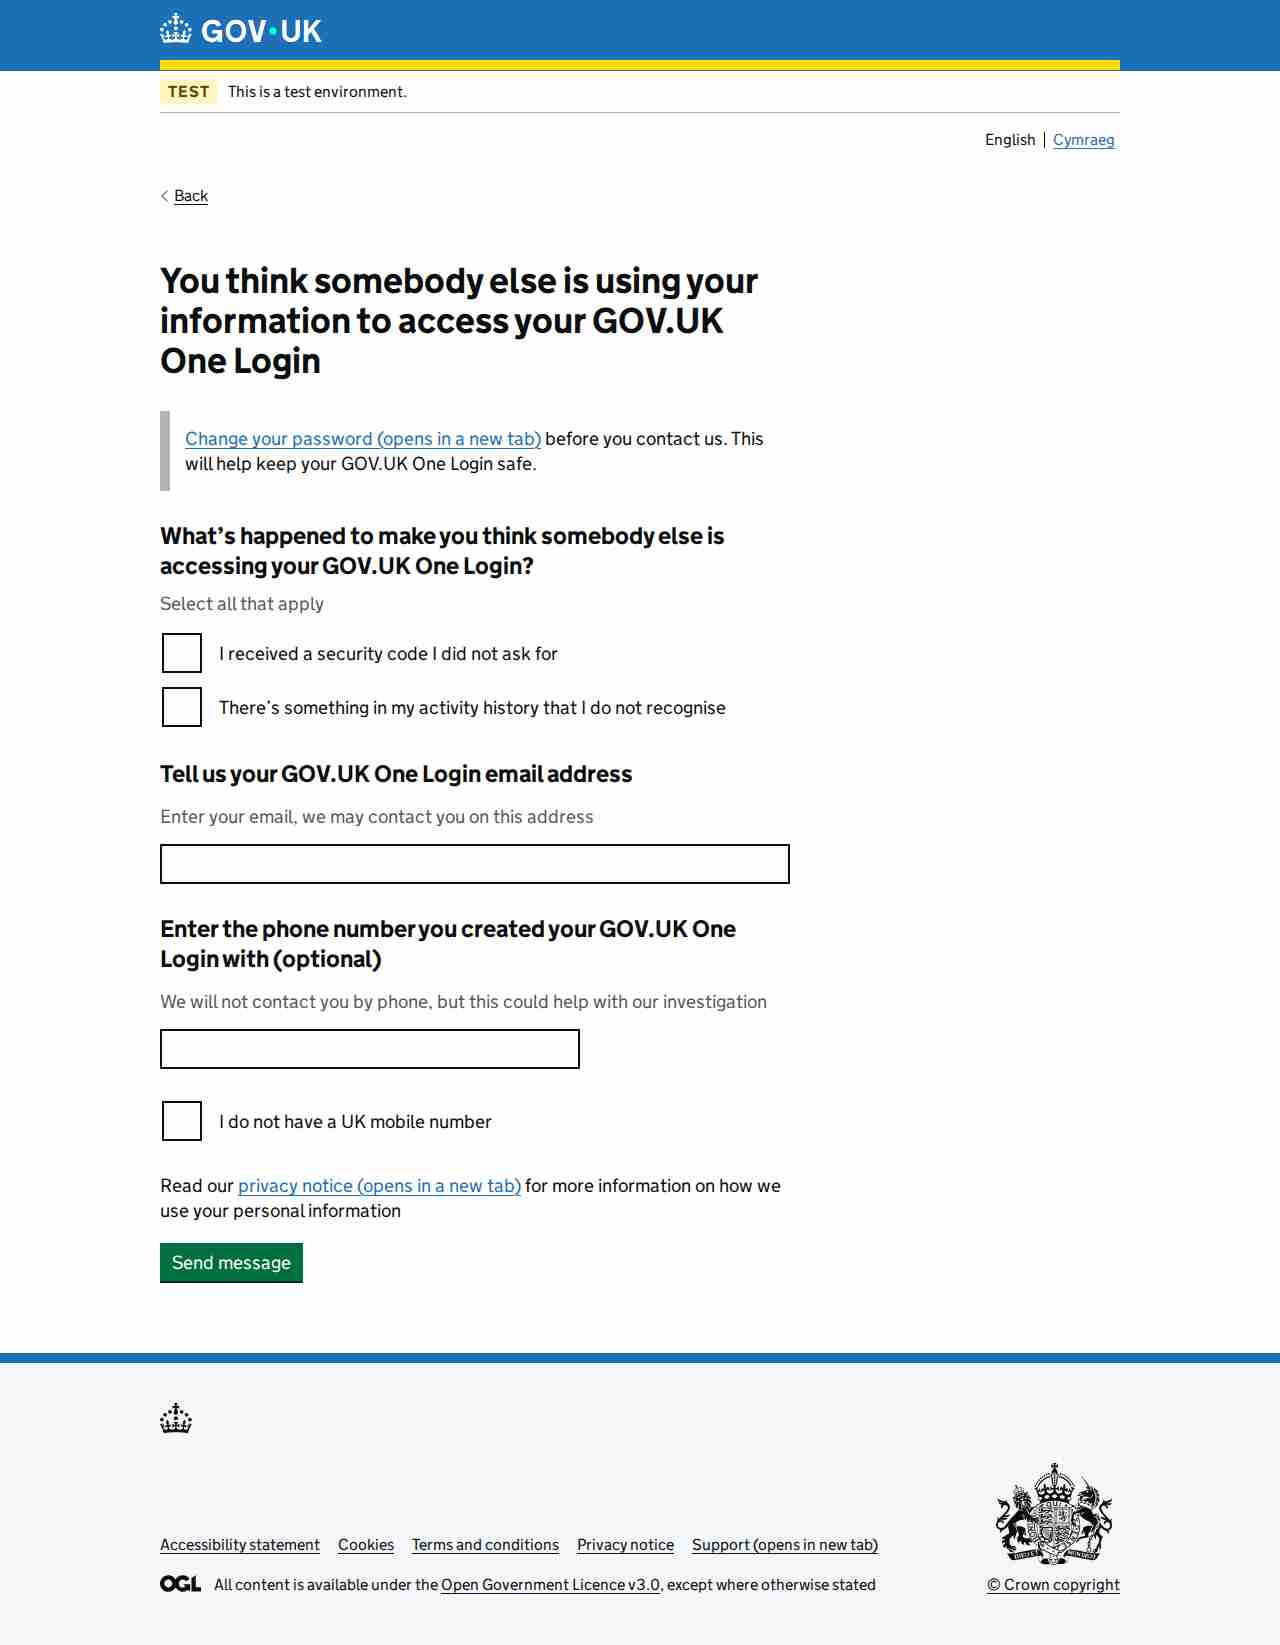 GOV•UK
TEST This is a test environment.
English Cymraeg
Back
You think somebody else is using your
information to access your GOV.UK
One Login
Change your password (opens in a new tab) before you contact us. This
will help keep your GOV.UK One Login safe.
What’s happened to make you think somebody else is
accessing your GOV.UK One Login?
Select all that apply
I received a security code I did not ask for
There’s something in my activity history that I do not recognise
Tell us your GOV.UK One Login email address
Enter your email, we may contact you on this address
Enter the phone number you created your GOV.UK One
Login with (optional)
We will not contact you by phone, but this could help with our investigation
I do not have a UK mobile number
Read our privacy notice (opens in a new tab) for more information on how we
use your personal information
Send message
Accessibility statement Cookies Terms and conditions Privacy notice Support (opens in new tab)
OGL All content is available under the Open Government Licence v3.0, except where otherwise stated
© Crown copyright